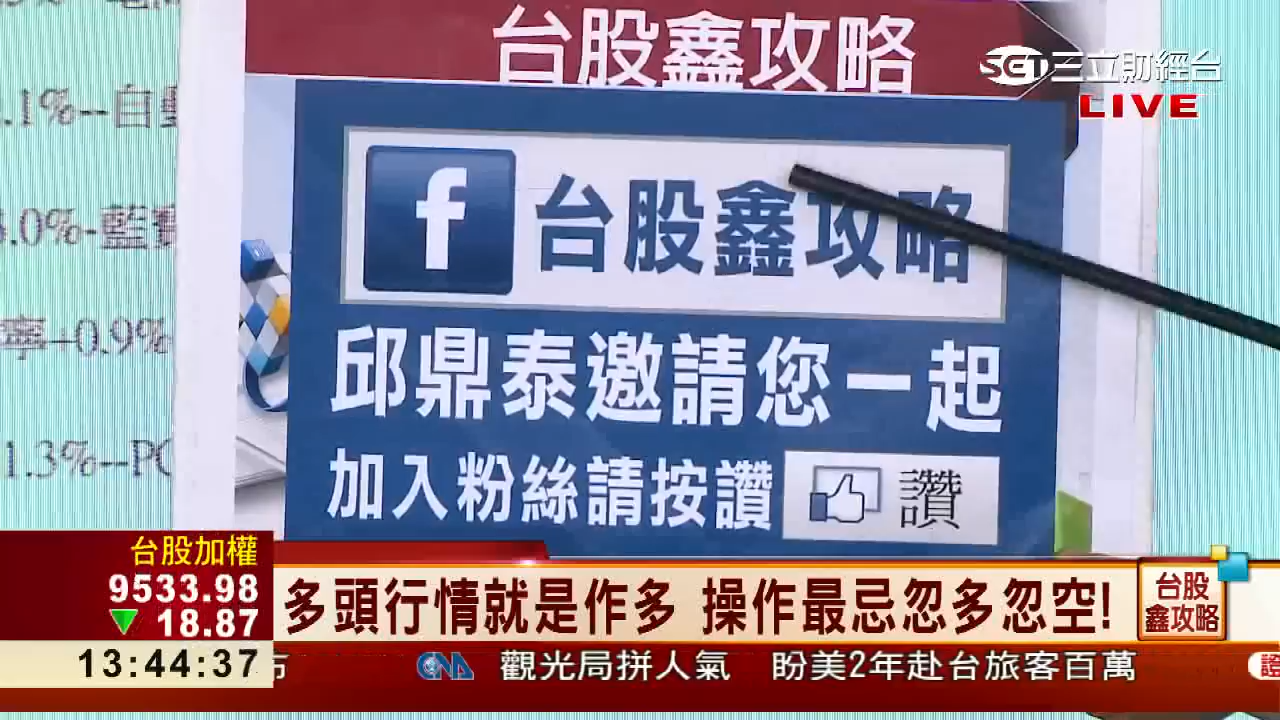 台股鑫攻略
SET三立財經台
LIVE
.1%--白
f 台股鑫攻略
.0%-藍
邱鼎泰邀請您一起
寧+0.9%
加入粉絲請按讚 讚
1.3%--PC
台股加權
9533.98
▼ 18.87
多頭行情就是作多 操作最忌忽多忽空!
台股
鑫攻略
13:44:37
市 CNA 觀光局拼人氣 盼美2年赴台旅客百萬